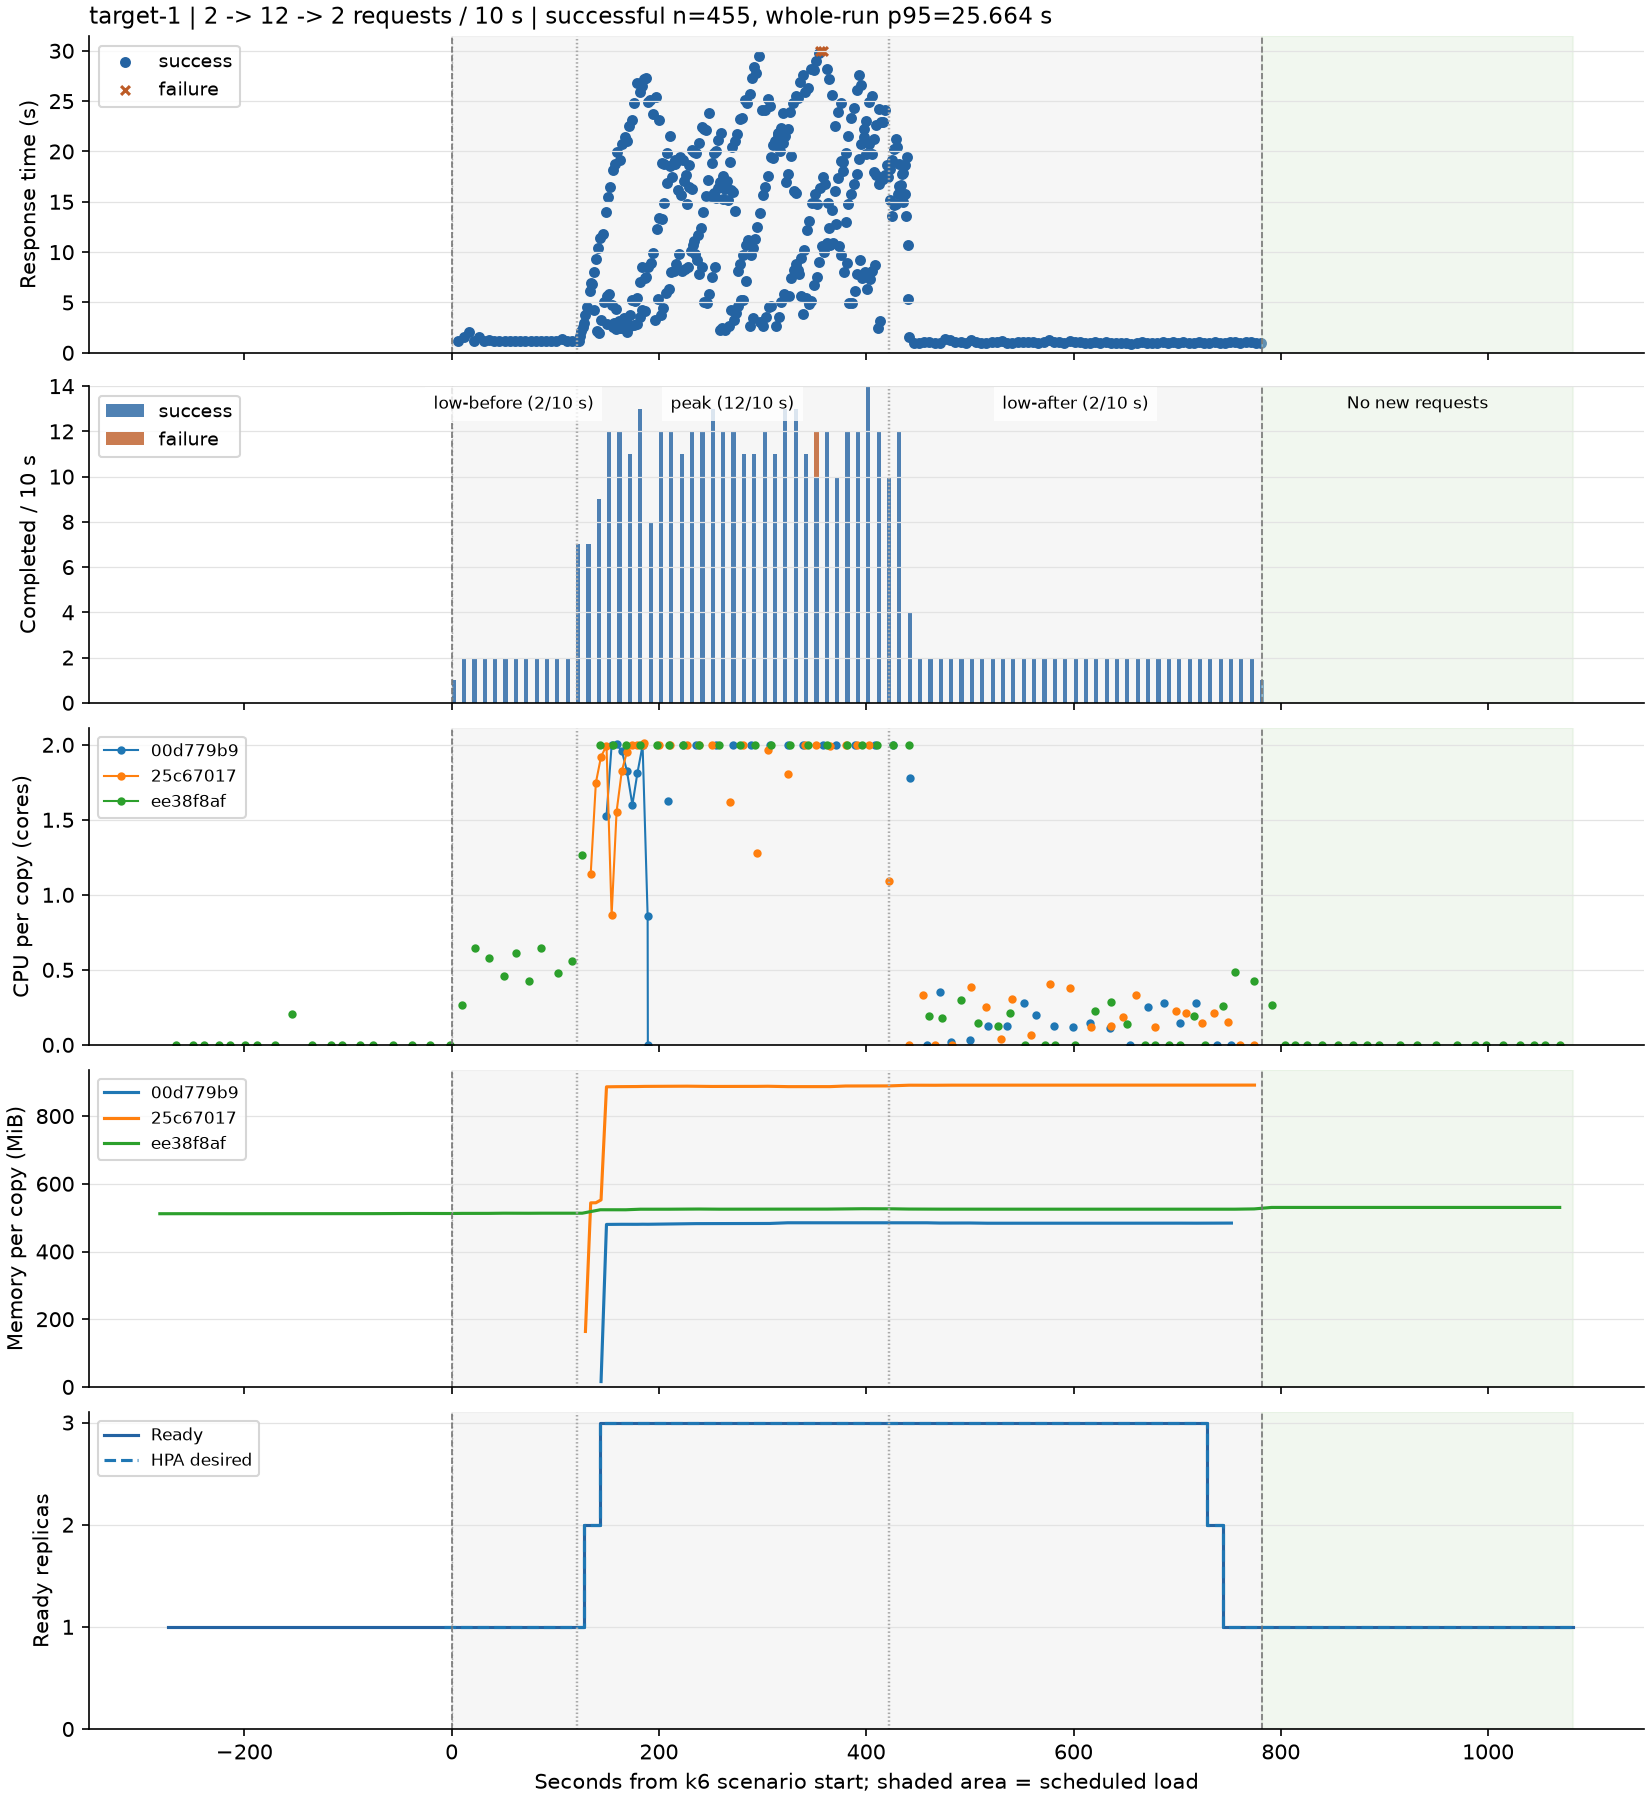 target-1 | 2 -> 12 -> 2 requests / 10 s | successful n=455, whole-run p95=25.664 s
Response time (s)
30
25
20
15
10
5
0
success
failure
Completed / 10 s
14
12
10
8
6
4
2
0
success
failure
low-before (2/10 s)
peak (12/10 s)
low-after (2/10 s)
No new requests
CPU per copy (cores)
2.0
1.5
1.0
0.5
0.0
00d779b9
25c67017
ee38f8af
Memory per copy (MiB)
800
600
400
200
0
00d779b9
25c67017
ee38f8af
Ready replicas
3
2
1
0
Ready
HPA desired
−200
0
200
400
600
800
1000
Seconds from k6 scenario start; shaded area = scheduled load